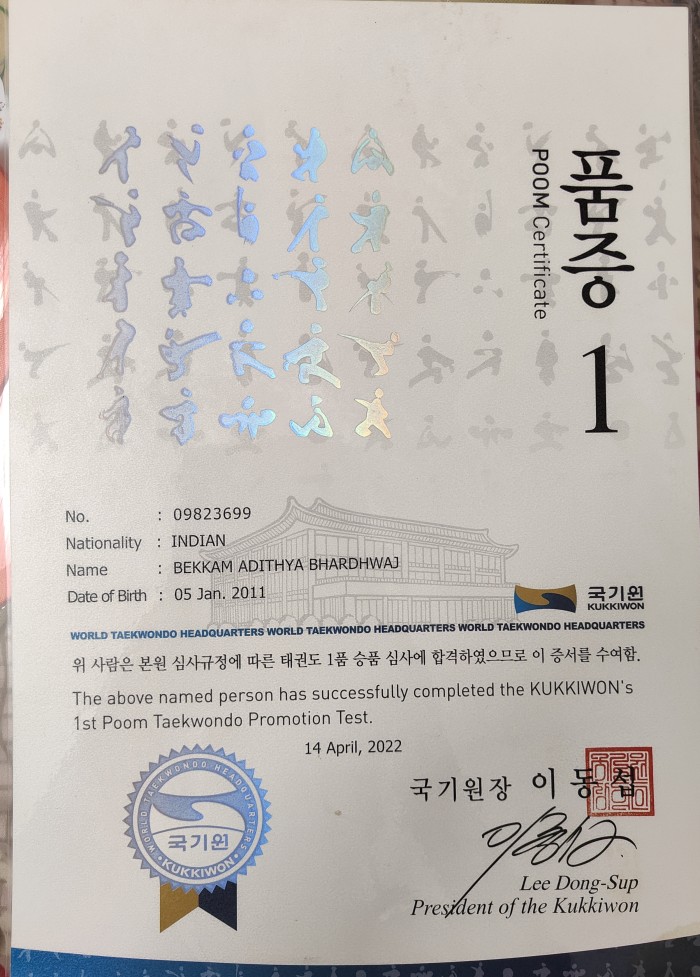 품증
POOM Certificate
1
No. : 09823699
Nationality : INDIAN
Name : BEKKAM ADITHYA BHARDHWAJ
Date of Birth : 05 Jan. 2011
국기원
KUKKIWON
WORLD TAEKWONDO HEADQUARTERS WORLD TAEKWONDO HEADQUARTERS WORLD TAEKWONDO HEADQUARTERS
위 사람은 본원 심사규정에 따른 태권도 1품 승품 심사에 합격하였으므로 이 증서를 수여함.
The above named person has successfully completed the KUKKIWON's
1st Poom Taekwondo Promotion Test.
14 April, 2022
WORLD TAEKWONDO HEADQUARTERS
국기원
KUKKIWON
국기원장 이동섭
Lee Dong-Sup
President of the Kukkiwon